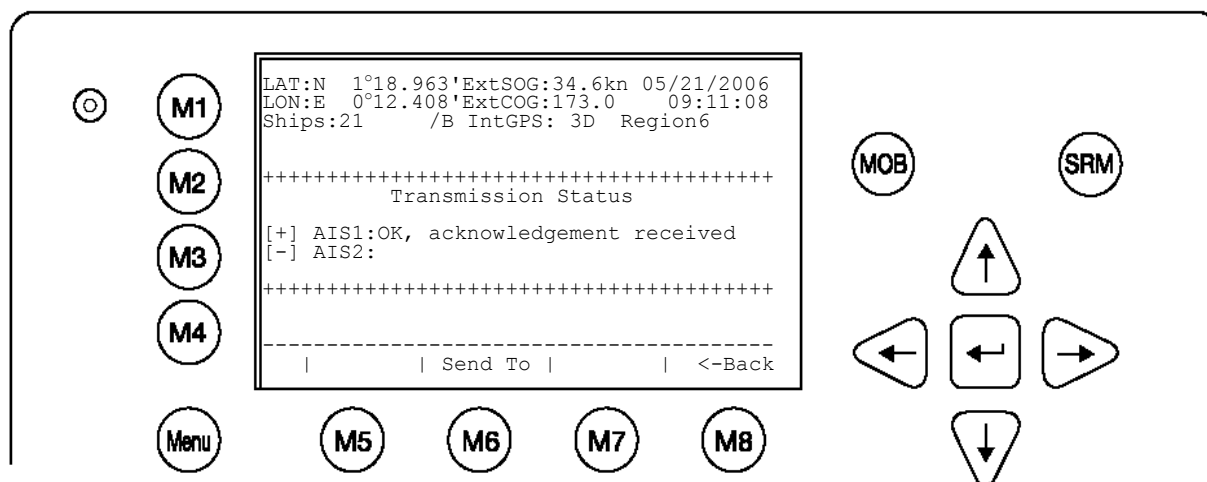 LAT:N 1°18.963'ExtSOG:34.6kn 05/21/2006
LON:E 0°12.408'ExtCOG:173.0 09:11:08
Ships:21 /B IntGPS: 3D Region6
++++++++++++++++++++++++++++++++++++++++
Transmission Status
[+] AIS1:OK, acknowledgement received
[-] AIS2:
++++++++++++++++++++++++++++++++++++++++
----------------------------------------
| | Send To | | <-Back
M1
M2
M3
M4
Menu
M5
M6
M7
M8
MOB
SRM